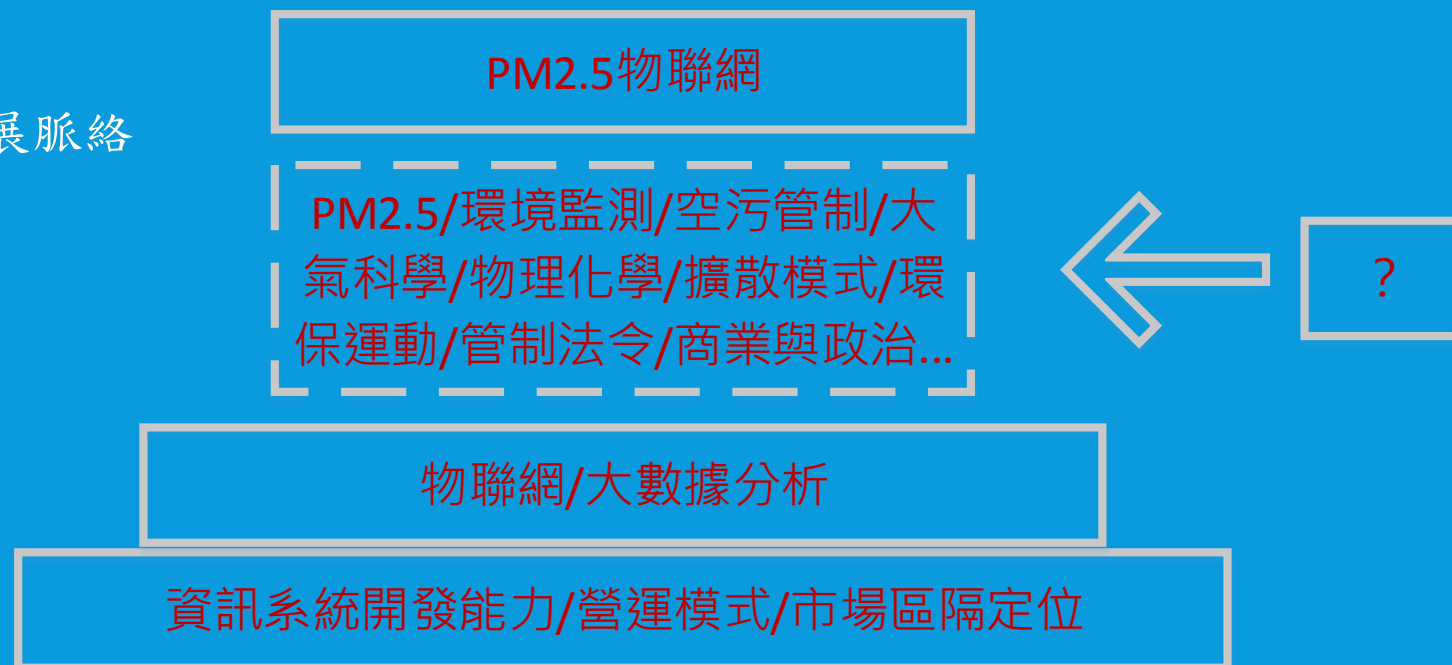 PM2.5物聯網
展脈絡
PM2.5/環境監測/空污管制/大
氣科學/物理化學/擴散模式/環
保運動/管制法令/商業與政治...
?
物聯網/大數據分析
資訊系統開發能力/營運模式/市場區隔定位